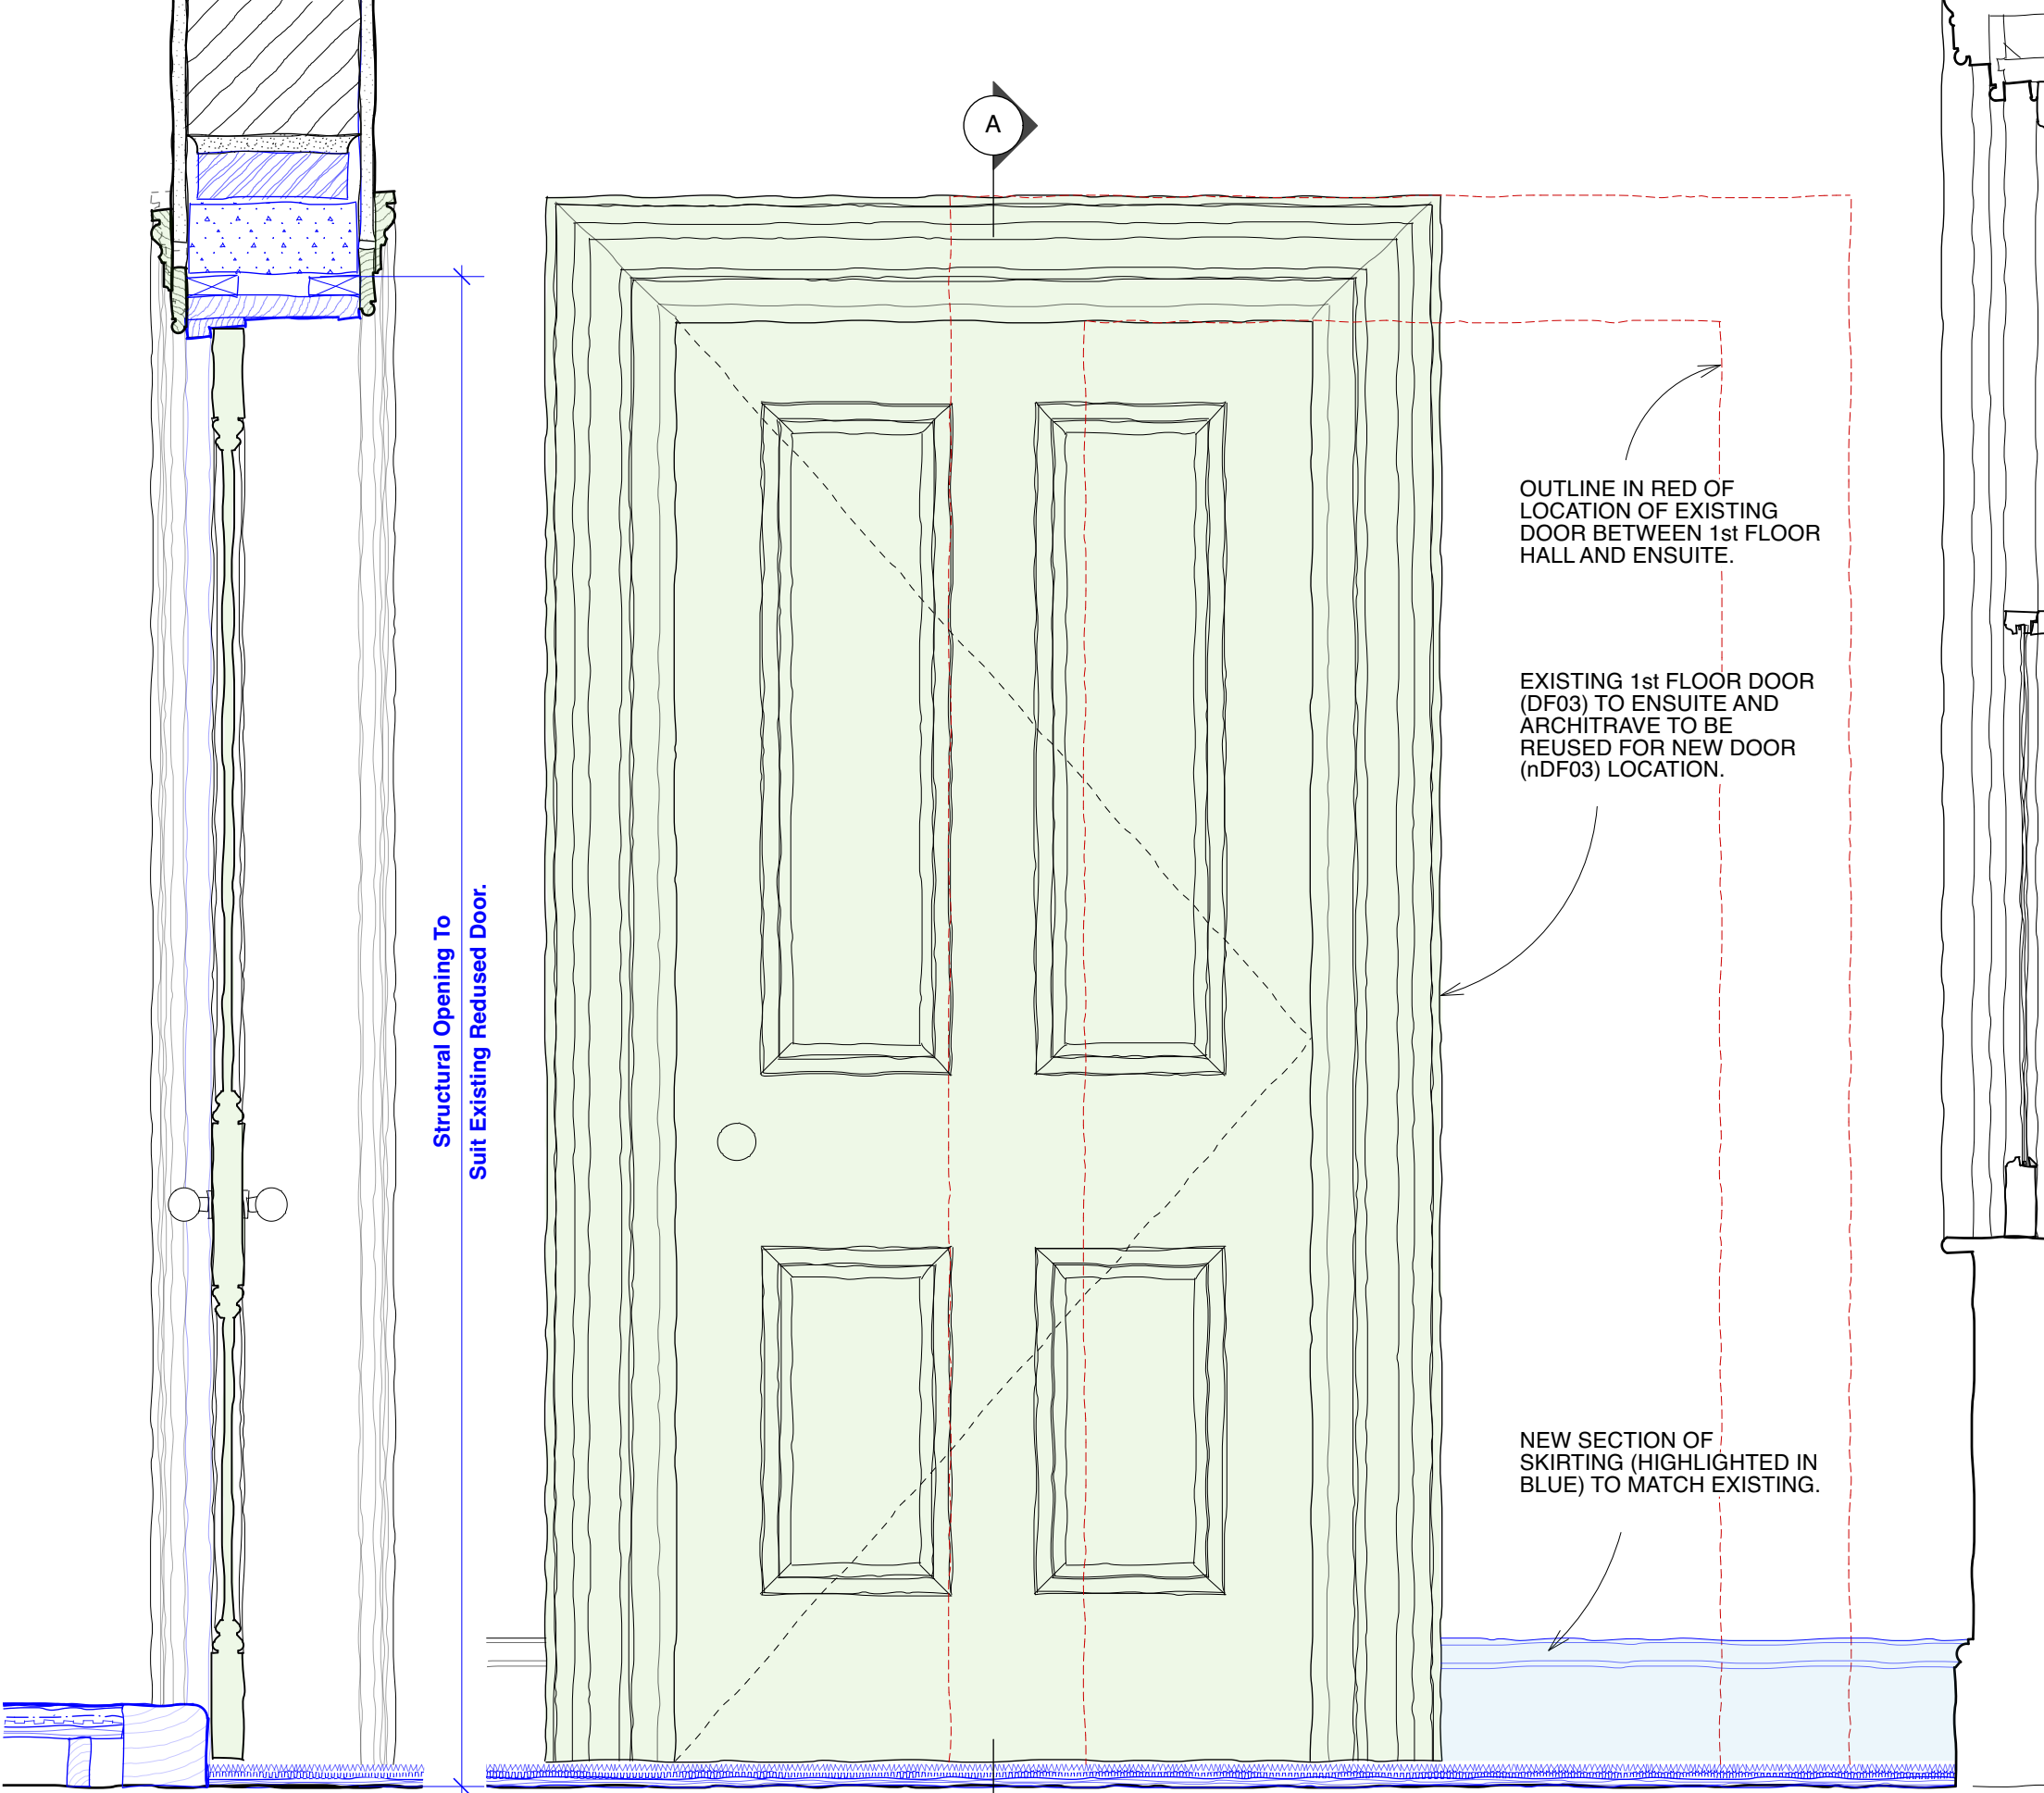 A
OUTLINE IN RED OF
LOCATION OF EXISTING
DOOR BETWEEN 1st FLOOR
HALL AND ENSUITE.
EXISTING 1st FLOOR DOOR
(DF03) TO ENSUITE AND
ARCHITRAVE TO BE
REUSED FOR NEW DOOR
(nDF03) LOCATION.
Structural Opening To
Suit Existing Redused Door.
NEW SECTION OF
SKIRTING (HIGHLIGHTED IN
BLUE) TO MATCH EXISTING.